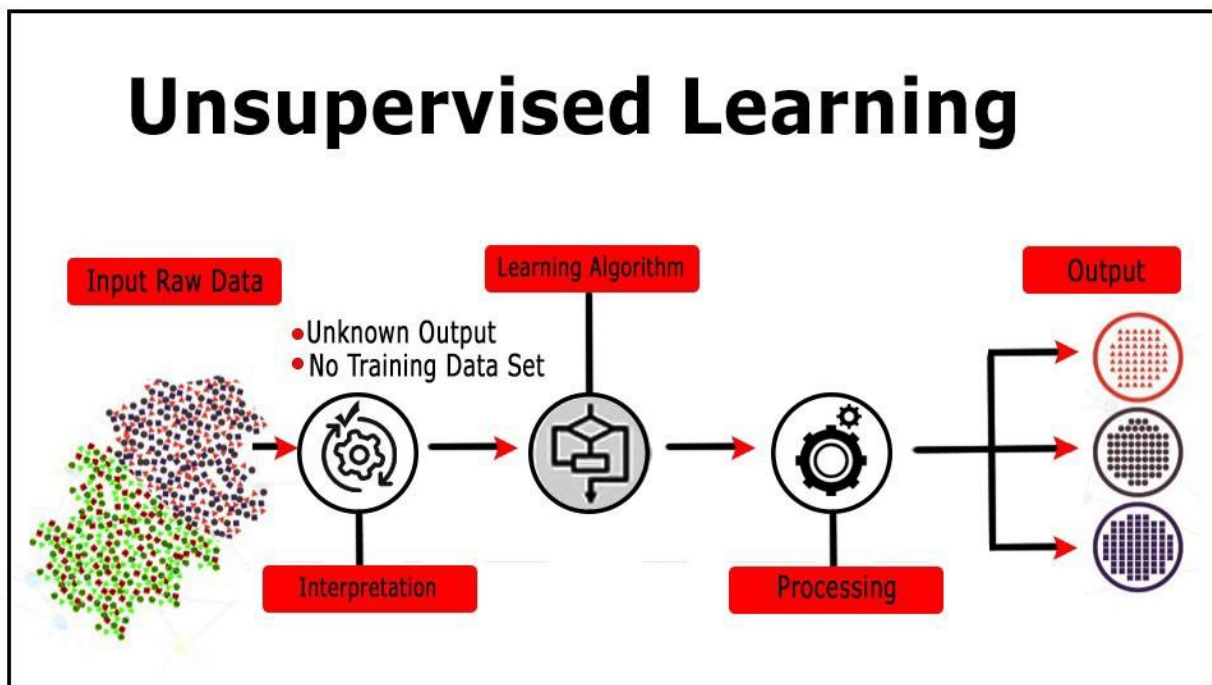 Unsupervised Learning
Input Raw Data
Learning Algorithm
Output
Unknown Output
No Training Data Set
Interpretation
Processing